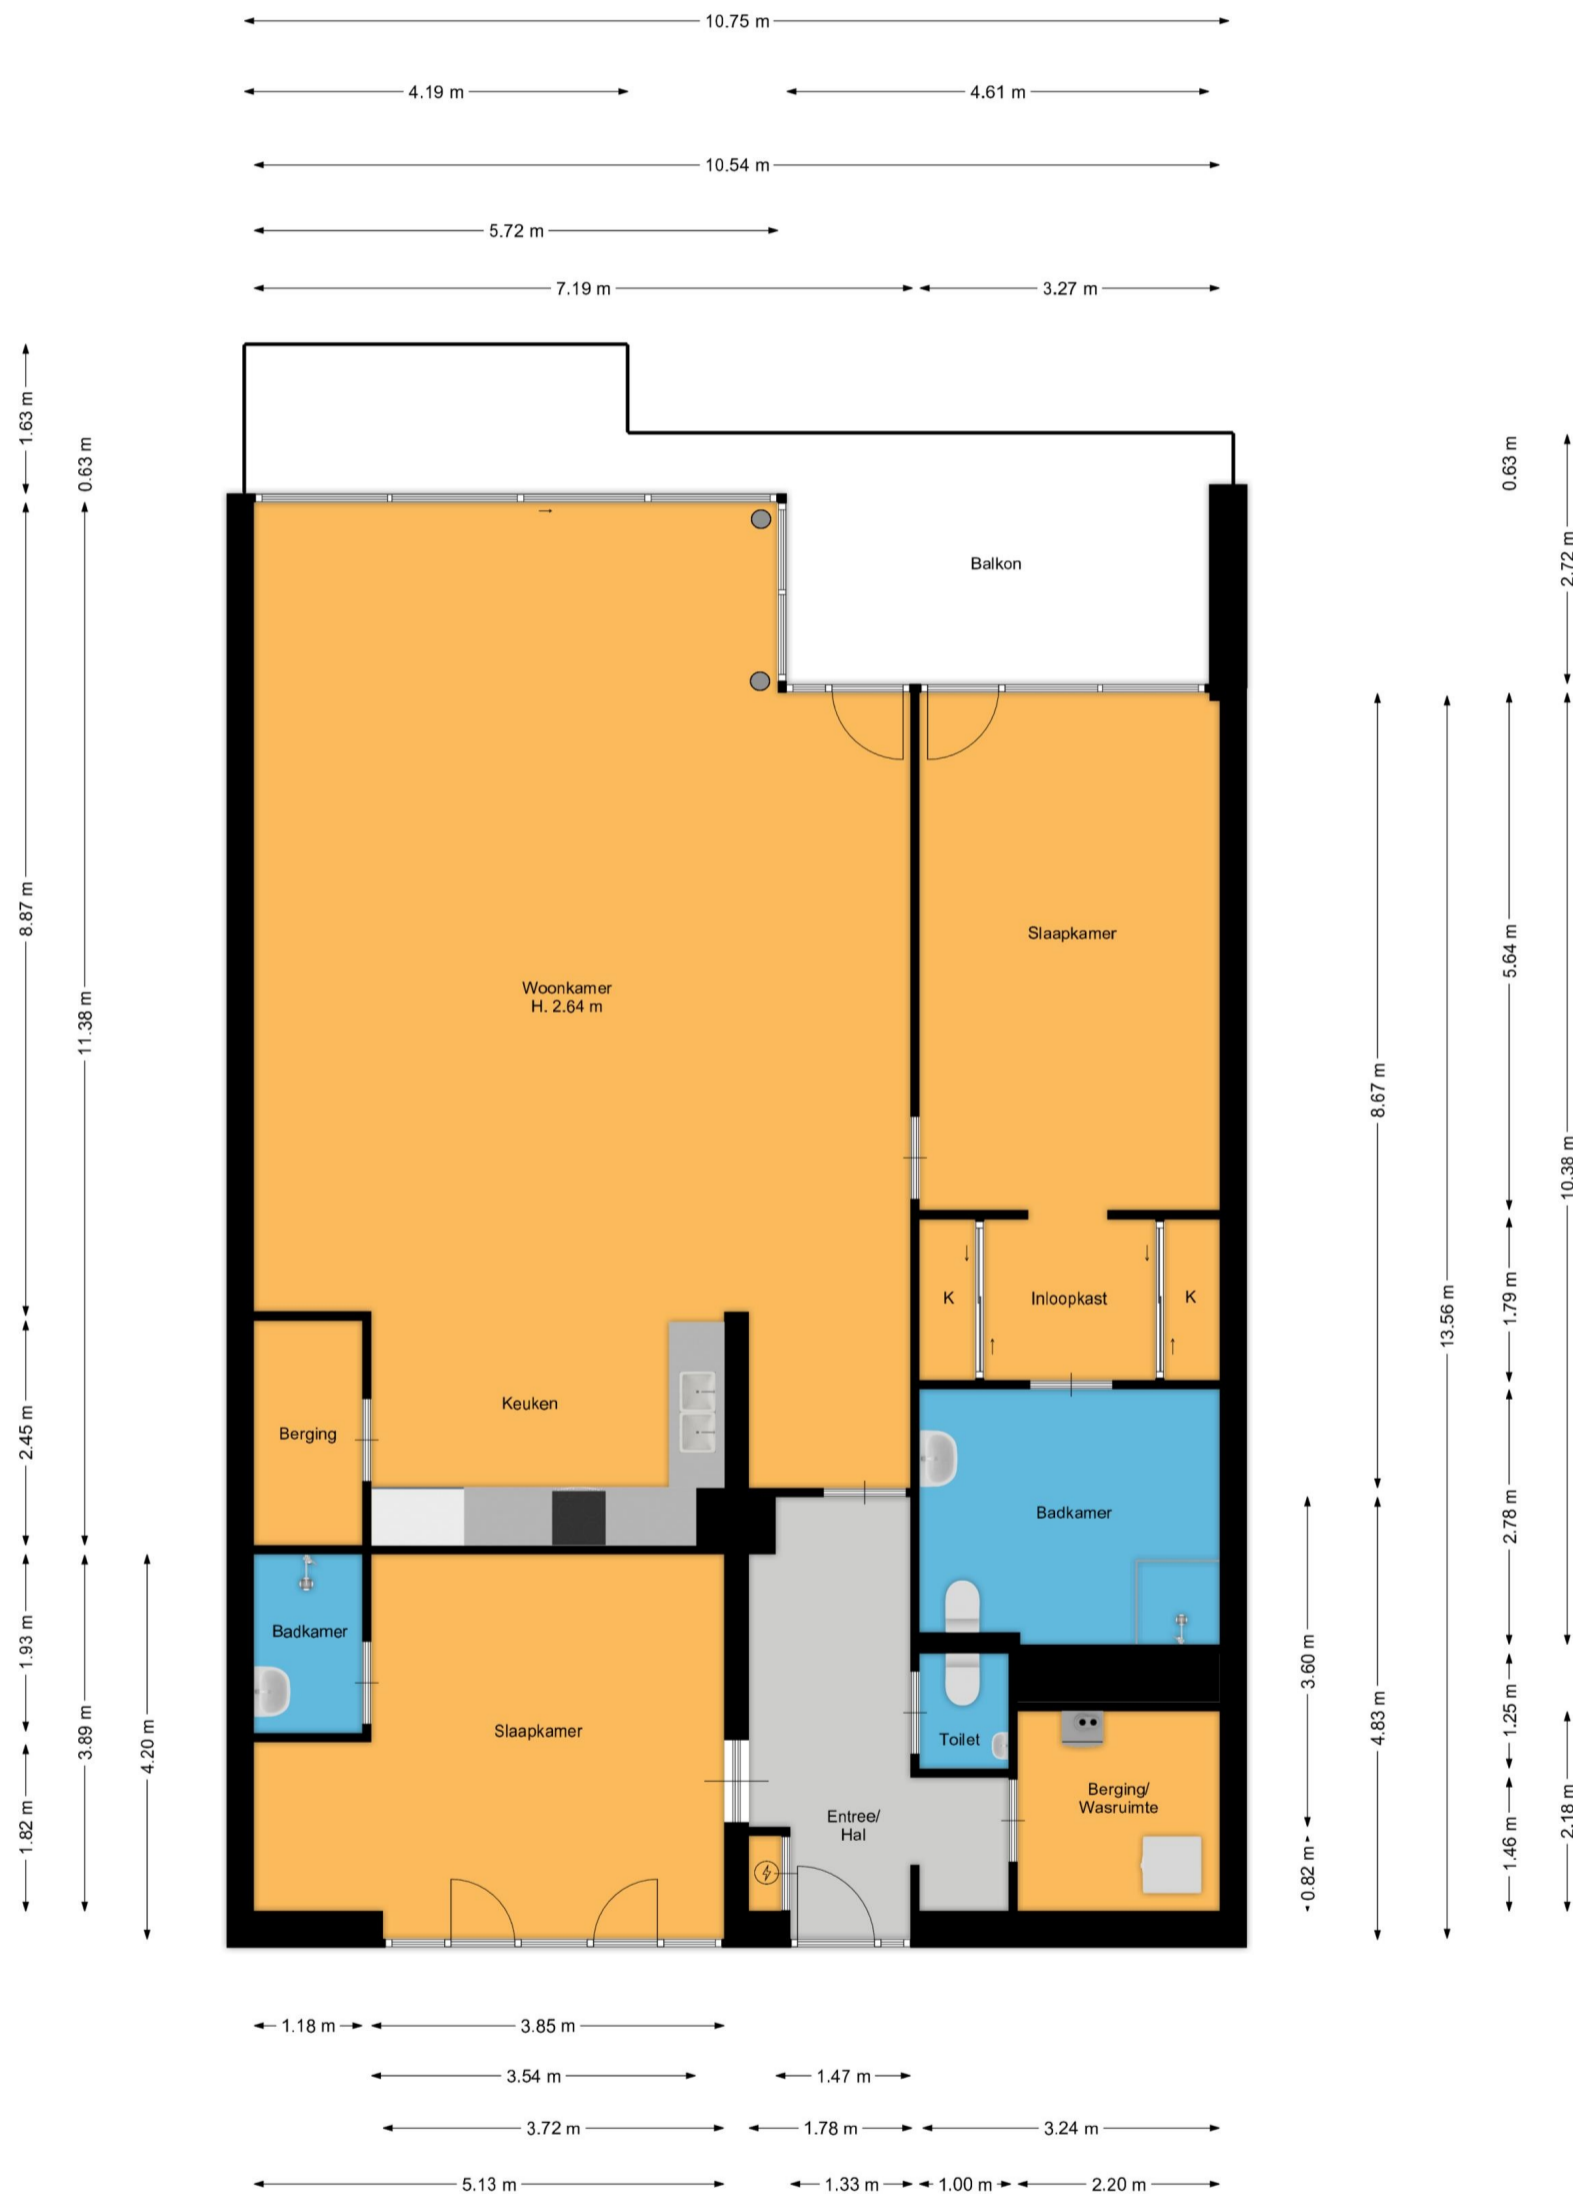 10.75 m
4.19 m
4.61 m
10.54 m
5.72 m
7.19 m
3.27 m
1.63 m
0.63 m
8.87 m
11.38 m
2.45 m
1.93 m
3.89 m
4.20 m
1.82 m
Balkon
Slaapkamer
Woonkamer
H. 2.64 m
K
Inloopkast
K
Keuken
Berging
Badkamer
Badkamer
Slaapkamer
Toilet
Berging/
Wasruimte
Entree/
Hal
0.63 m
2.72 m
5.64 m
8.67 m
10.38 m
1.79 m
13.56 m
2.78 m
3.60 m
4.83 m
1.25 m
2.18 m
1.46 m
0.82 m
1.18 m
3.85 m
3.54 m
1.47 m
3.72 m
1.78 m
3.24 m
5.13 m
1.33 m
1.00 m
2.20 m